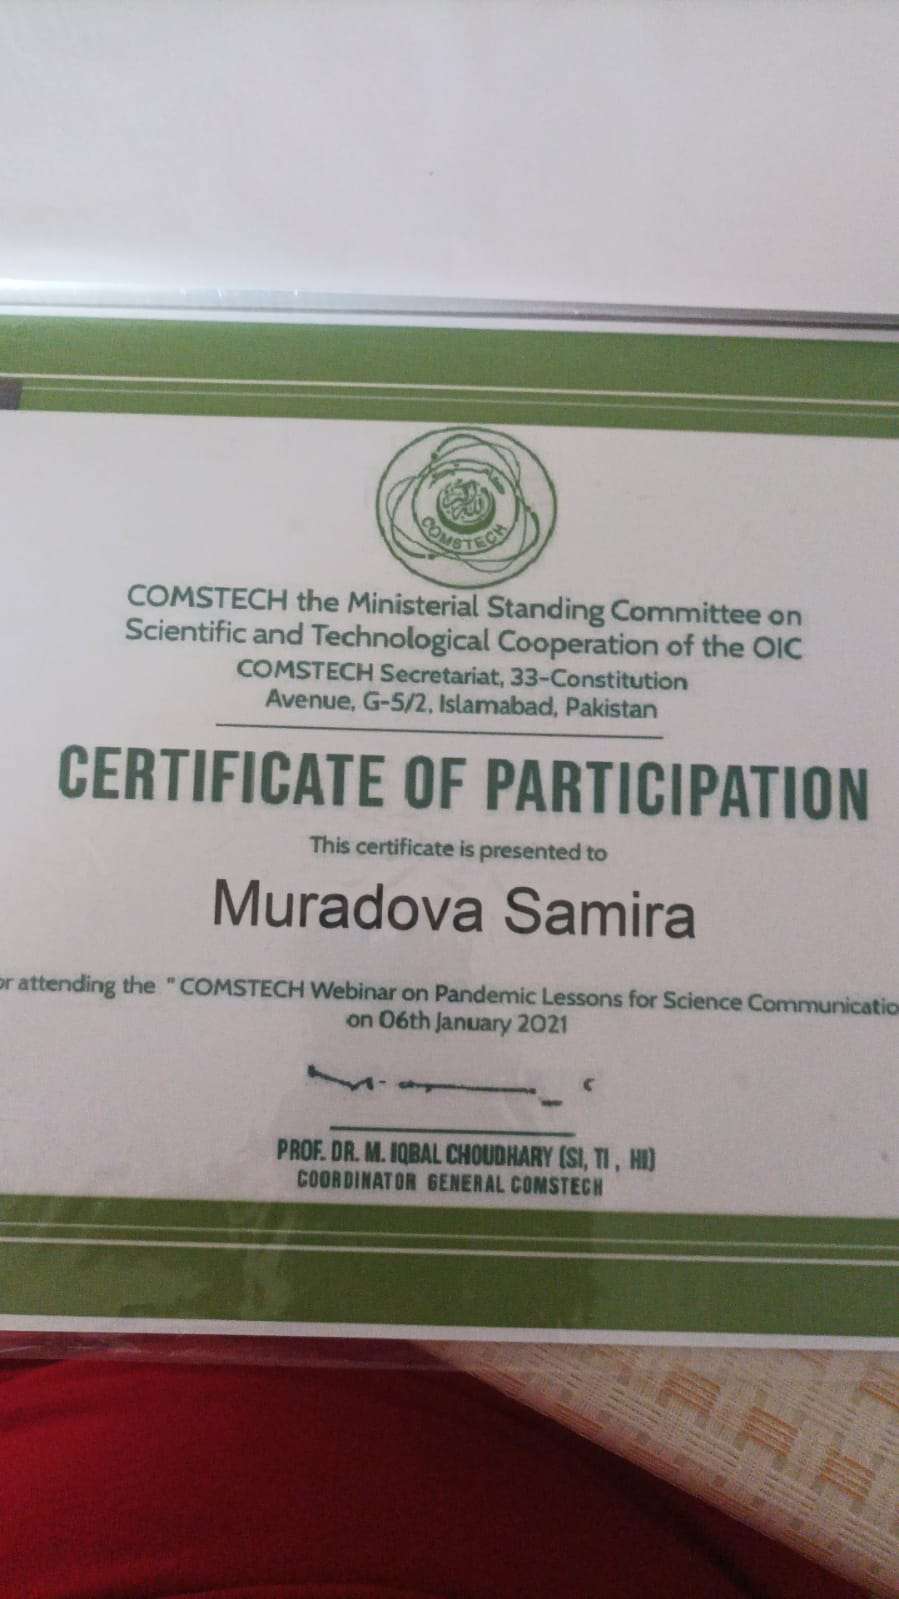 COMSTECH
COMSTECH the Ministerial Standing Committee on
Scientific and Technological Cooperation of the OIC
COMSTECH Secretariat, 33-Constitution
Avenue, G-5/2, Islamabad, Pakistan
CERTIFICATE OF PARTICIPATION
This certificate is presented to
Muradova Samira
attending the " COMSTECH Webinar on Pandemic Lessons for Science
on 06th January 2021
PROF. DR. M. IQBAL CHOUDHARY (SI, TI , HI)
COORDINATOR GENERAL COMSTECH